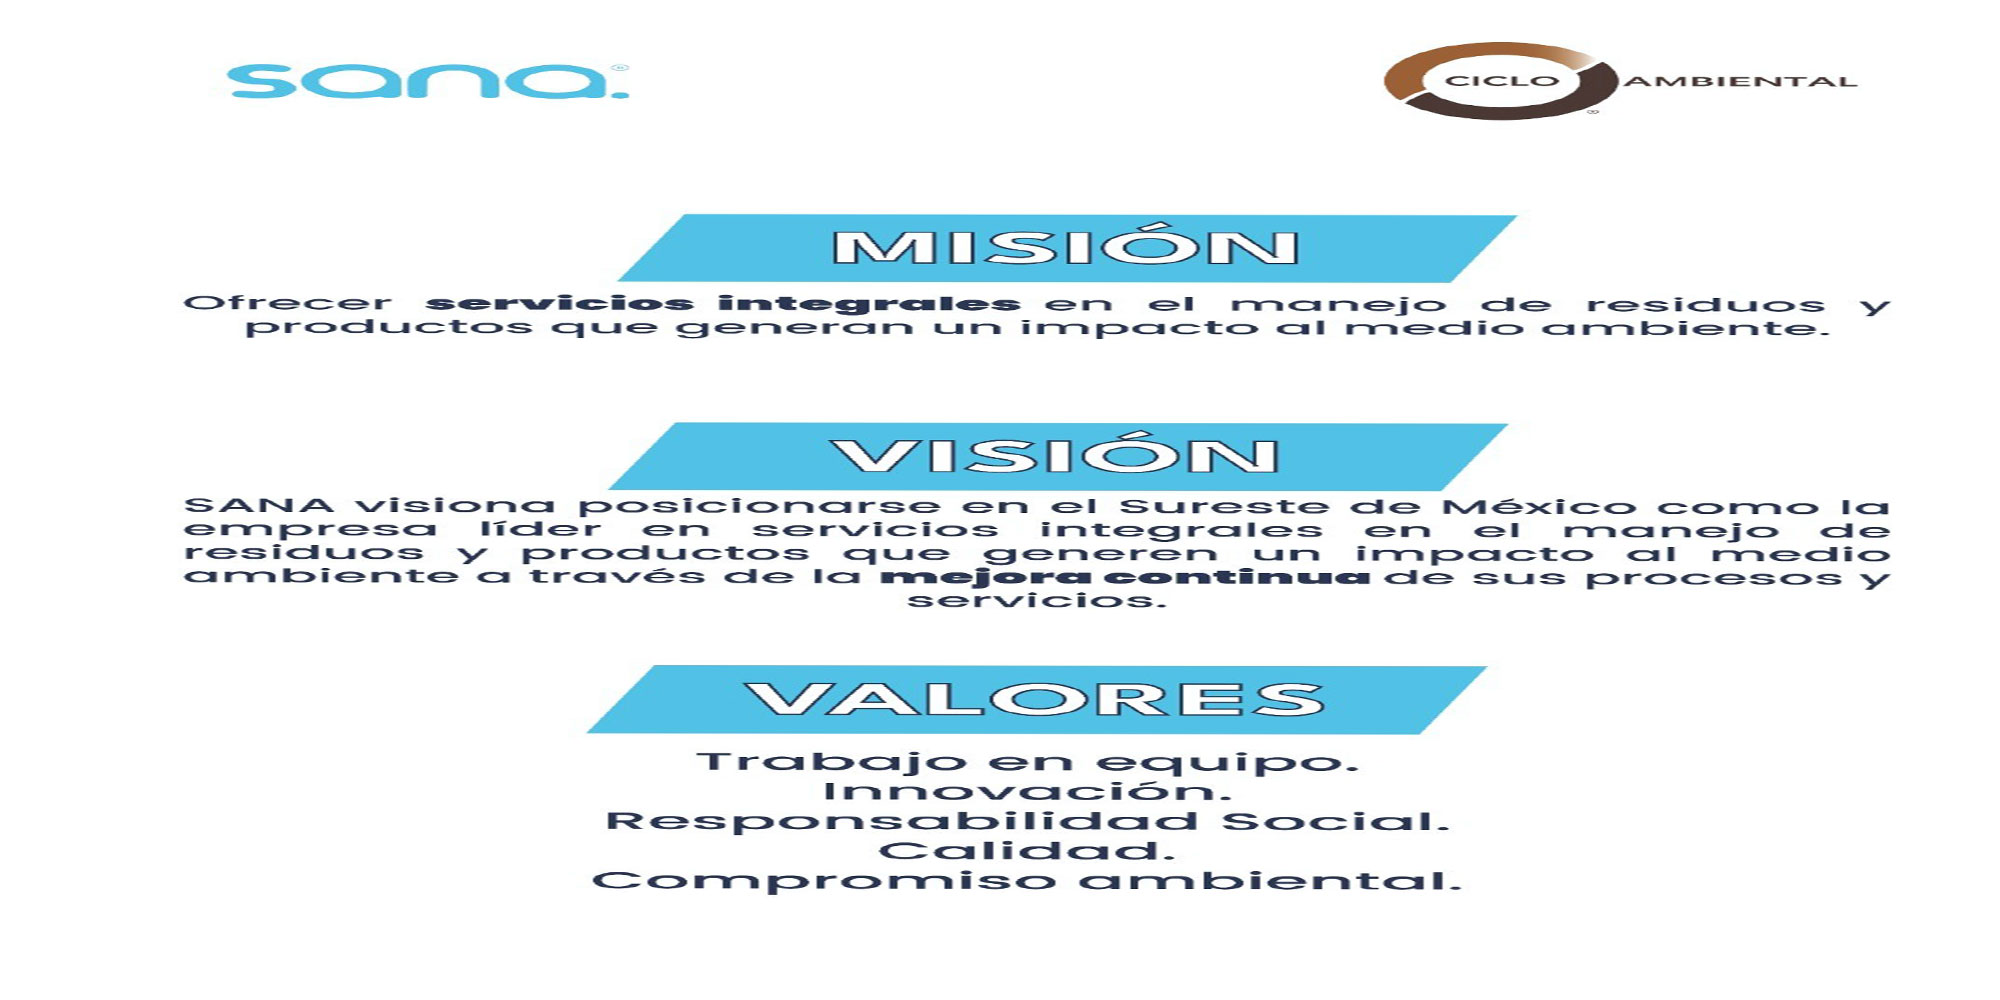 sana.®
CICLO AMBIENTAL
®
MISIÓN
Ofrecer servicios integrales en el manejo de residuos y
productos que generan un impacto al medio ambiente.
VISIÓN
SANA visiona posicionarse en el Sureste de México como la
empresa líder en servicios integrales en el manejo de
residuos y productos que generen un impacto al medio
ambiente a través de la mejora continua de sus procesos y
servicios.
VALORES
Trabajo en equipo.
Innovación.
Responsabilidad Social.
Calidad.
Compromiso ambiental.